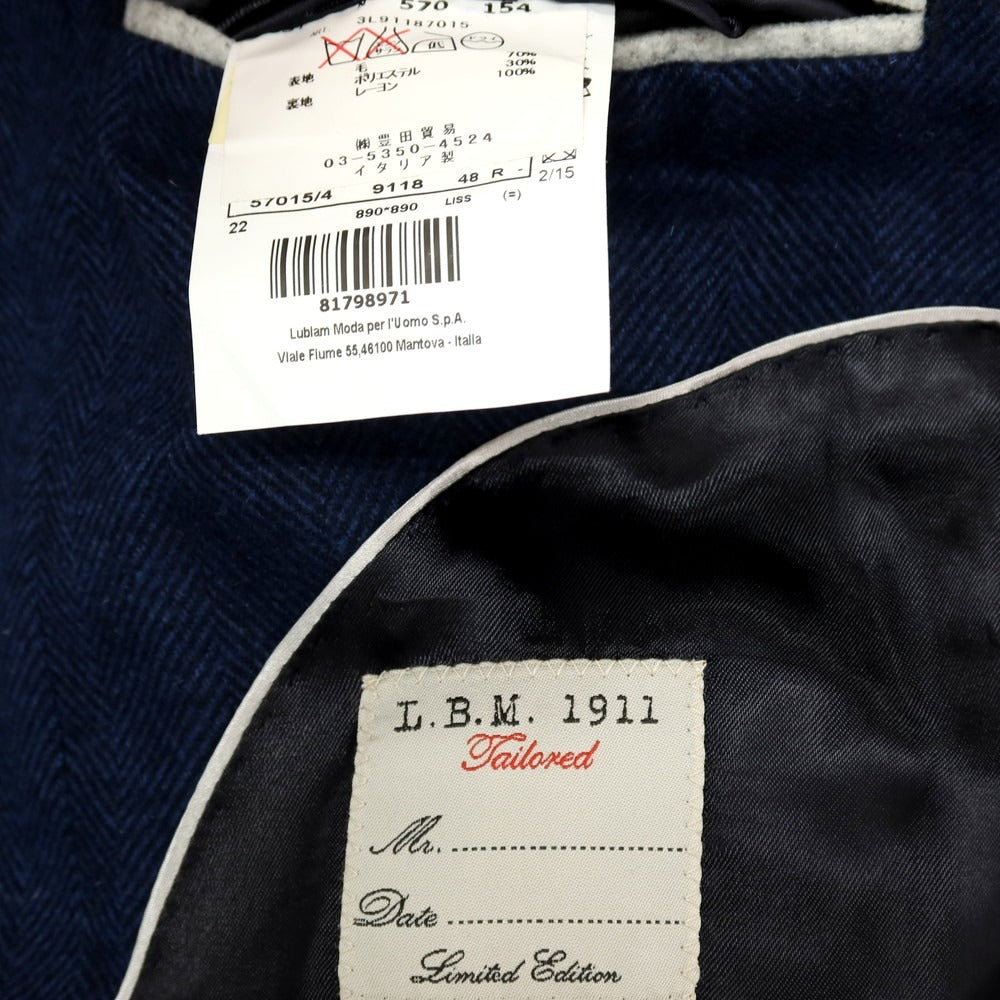 570 154
ART. 3L91187015
毛 70%
表地 ポリエステル 30%
裏地 レーヨン 100%
㈱豊田貿易
03-5350-4524
イタリア製
57015/4 9118 48 R -
2/15
22 890*890 LISS (=)
81798971
Lubiam Moda per l'Uomo S.p.A.
Viale Fiume 55,46100 Mantova - Italia
L.B.M. 1911
Tailored
Mr.
Date
Limited Edition